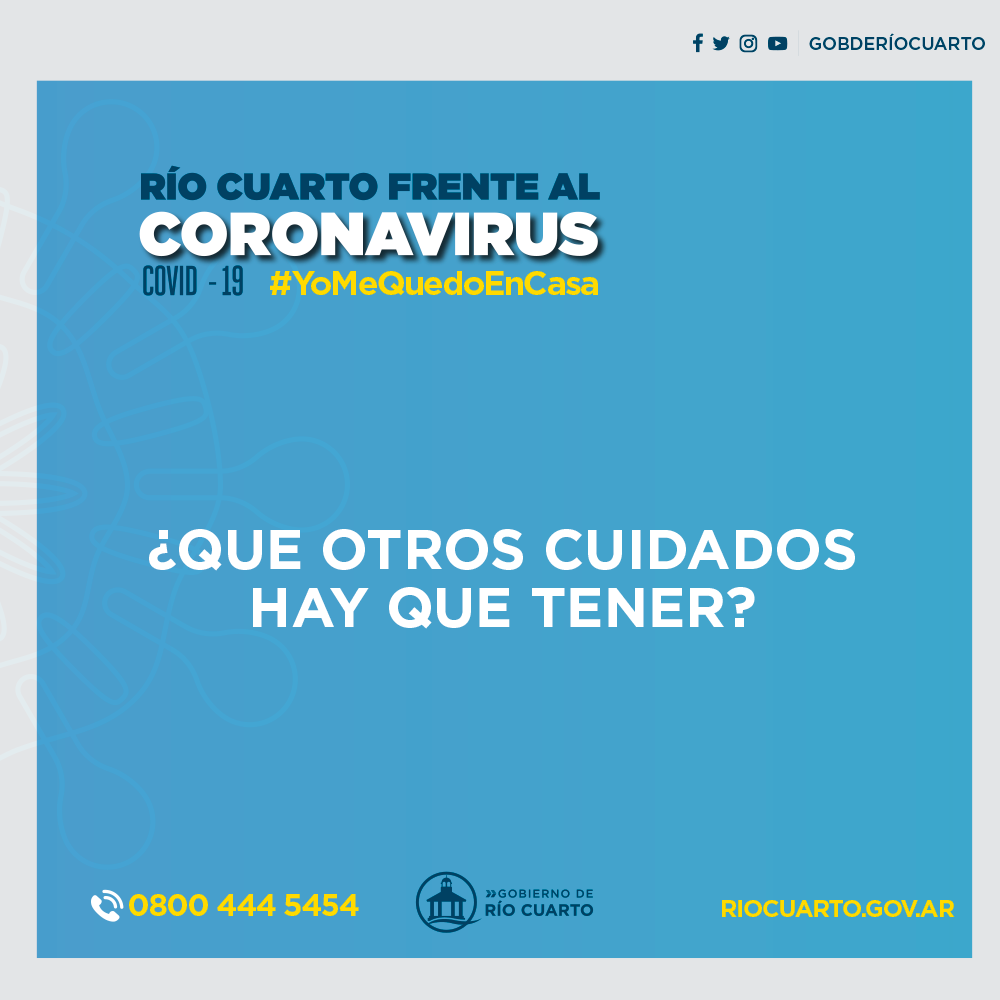 GOBDERÍOCUARTO
RÍO CUARTO FRENTE AL
CORONAVIRUS
COVID - 19 #YoMeQuedoEnCasa
¿QUE OTROS CUIDADOS
HAY QUE TENER?
0800 444 5454
»GOBIERNO DE
RÍO CUARTO
RIOCUARTO.GOV.AR